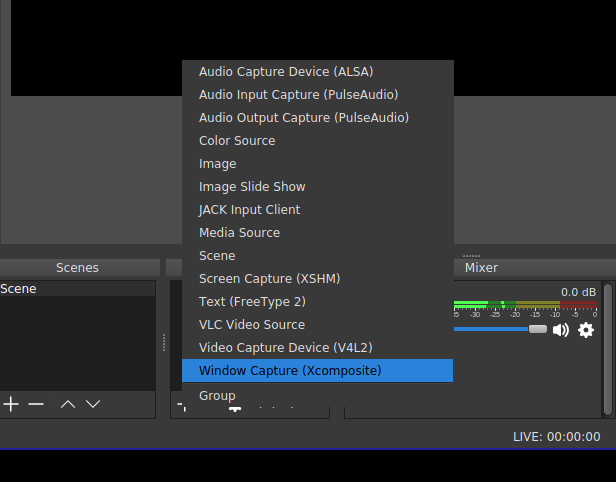 Audio Capture Device (ALSA)
Audio Input Capture (PulseAudio)
Audio Output Capture (PulseAudio)
Color Source
Image
Image Slide Show
JACK Input Client
Media Source
Scene
Screen Capture (XSHM)
Text (FreeType 2)
VLC Video Source
Video Capture Device (V4L2)
Window Capture (Xcomposite)
Group
Scenes
Scene
Mixer
0.0 dB
-30 -25 -20 -15 -10 -5 0
LIVE: 00:00:00